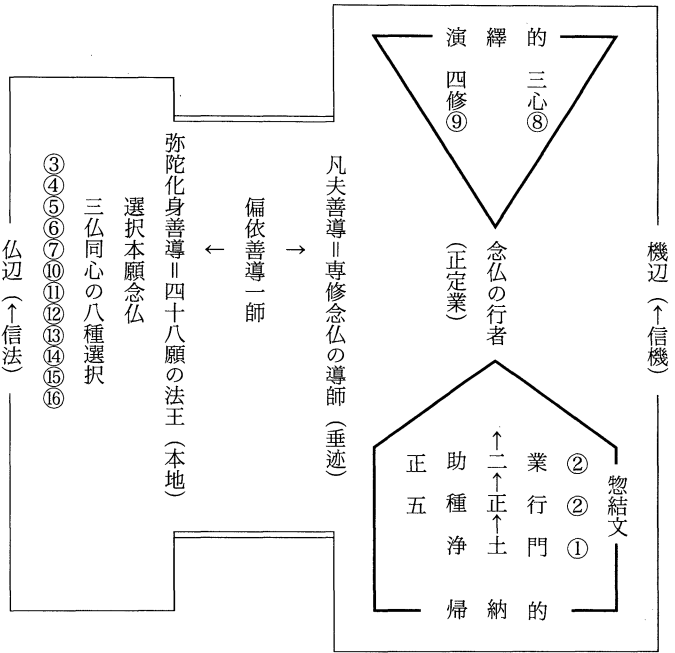 機辺（↑信機）
演繹的
三心⑧
四修⑨
念仏の行者
（正定業）
惣結文
↑
正助二業②
↑
五種正行②
↑
浄土門①
帰納的
凡夫善導＝専修念仏の導師（垂迹）
→
偏依善導一師
←
弥陀化身善導＝四十八願の法王（本地）
選択本願念仏
三仏同心の八種選択
③④⑤⑥⑦⑩⑪⑫⑬⑭⑮⑯
仏辺（↑信法）